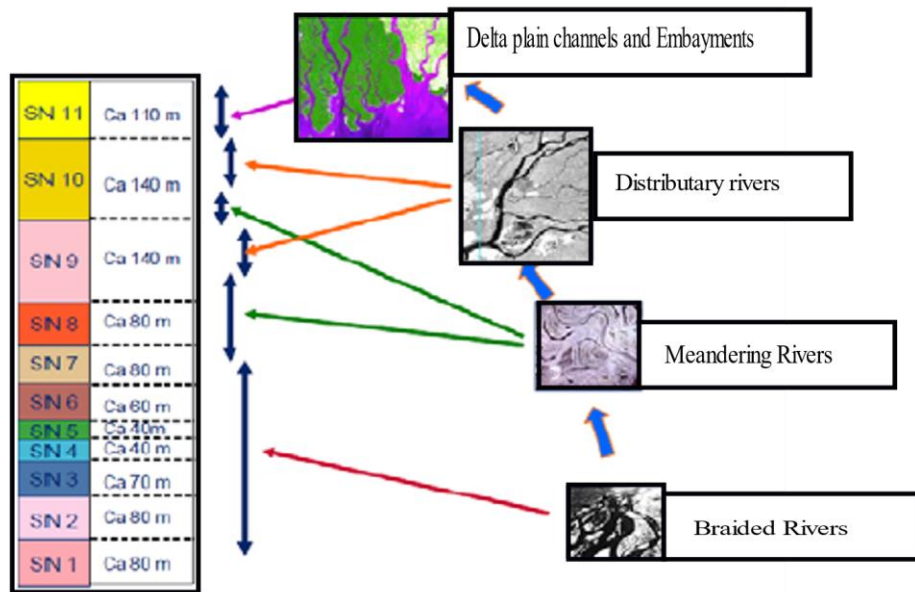 Delta plain channels and Embayments
SN 11 Ca 110 m
SN 10 Ca 140 m
Distributary rivers
SN 9 Ca 140 m
SN 8 Ca 80 m
Meandering Rivers
SN 7 Ca 80 m
SN 6 Ca 60 m
SN 5 Ca 40m
SN 4 Ca 40 m
SN 3 Ca 70 m
SN 2 Ca 80 m
Braided Rivers
SN 1 Ca 80 m